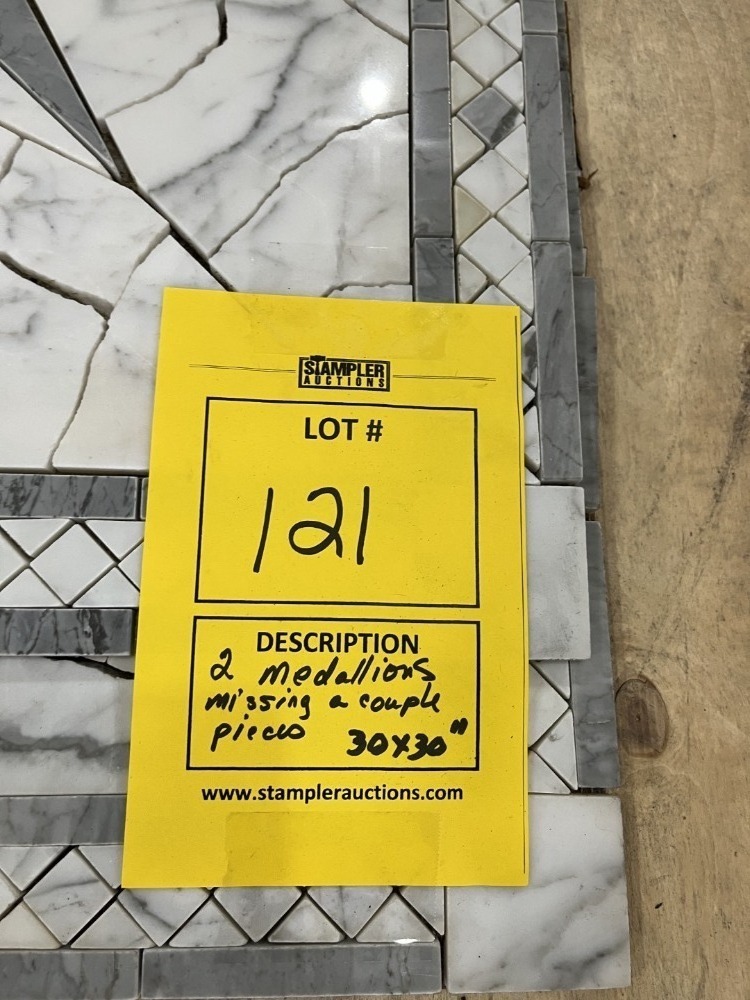 STAMPLER
AUCTIONS
LOT #
121
DESCRIPTION
2 medallions
missing a couple
pieces 30x30"
www.stamplerauctions.com